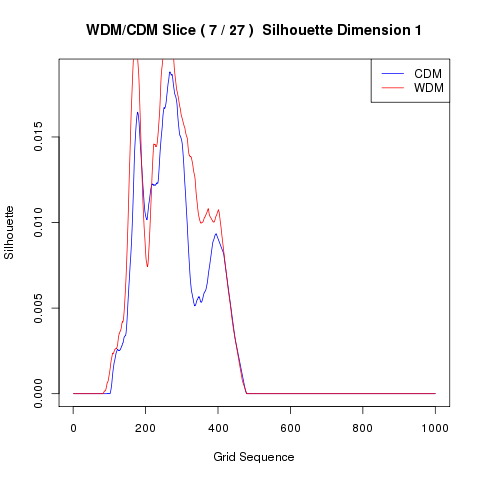 WDM/CDM Slice ( 7 / 27 )  Silhouette Dimension 1
CDM
WDM
Silhouette
0.015
0.010
0.005
0.000
0
200
400
600
800
1000
Grid Sequence